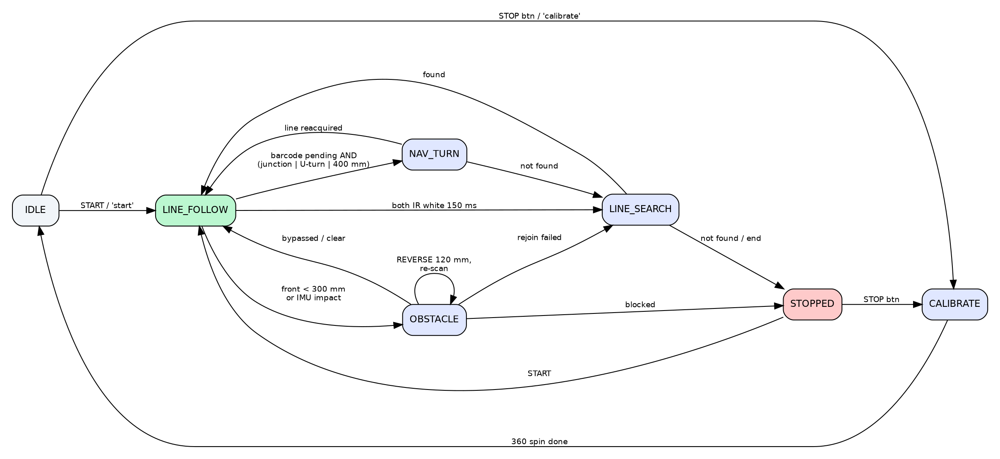 STOP btn / 'calibrate'
found
line reacquired
barcode pending AND
(junction | U-turn | 400 mm)
NAV_TURN
not found
IDLE
START / 'start'
LINE_FOLLOW
both IR white 150 ms
LINE_SEARCH
bypassed / clear
rejoin failed
not found / end
REVERSE 120 mm,
re-scan
front < 300 mm
or IMU impact
OBSTACLE
blocked
STOPPED
STOP btn
CALIBRATE
START
360 spin done